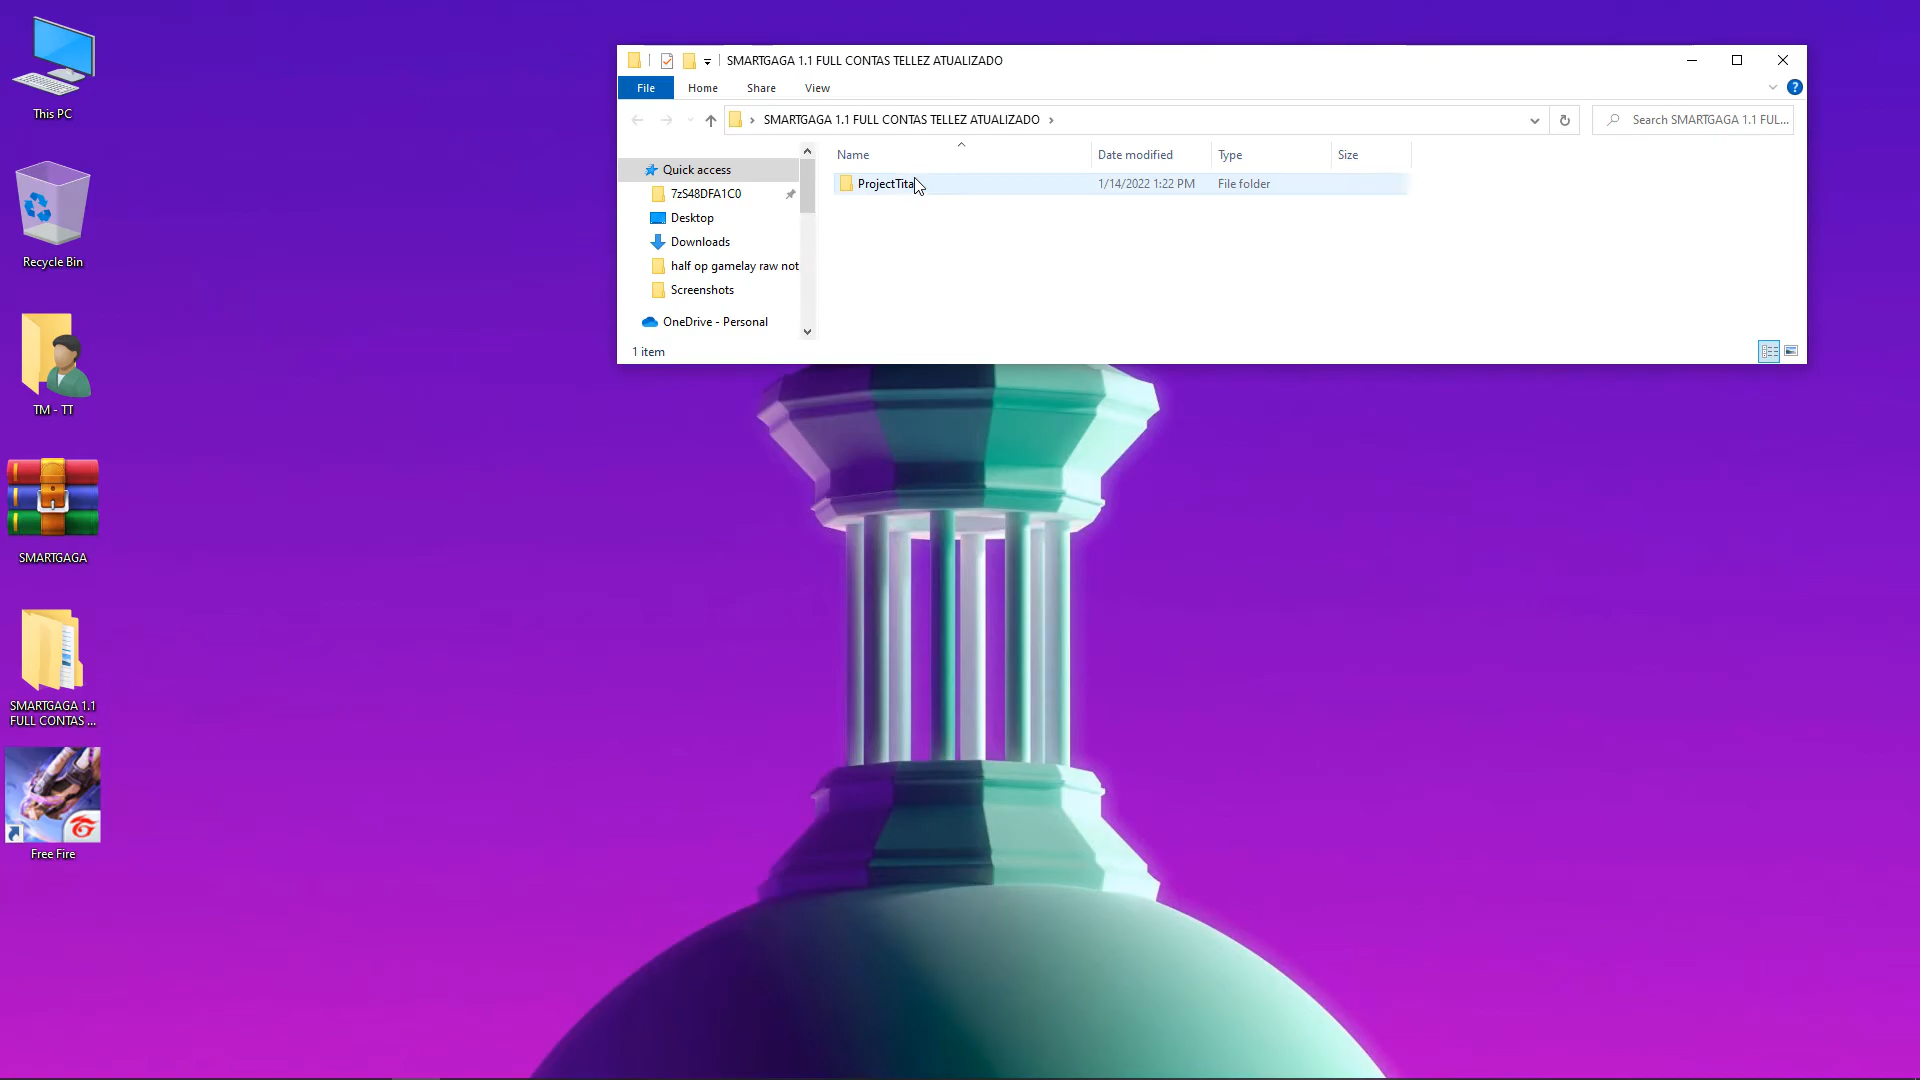 This PC
Recycle Bin
TM - TT
SMARTGAGA
SMARTGAGA 1.1
FULL CONTAS ...
Free Fire
SMARTGAGA 1.1 FULL CONTAS TELLEZ ATUALIZADO
File Home Share View
SMARTGAGA 1.1 FULL CONTAS TELLEZ ATUALIZADO
Search SMARTGAGA 1.1 FUL...
Name Date modified Type Size
Quick access
7zS48DFA1C0
Desktop
Downloads
half op gamelay raw not
Screenshots
OneDrive - Personal
ProjectTita 1/14/2022 1:22 PM File folder
1 item